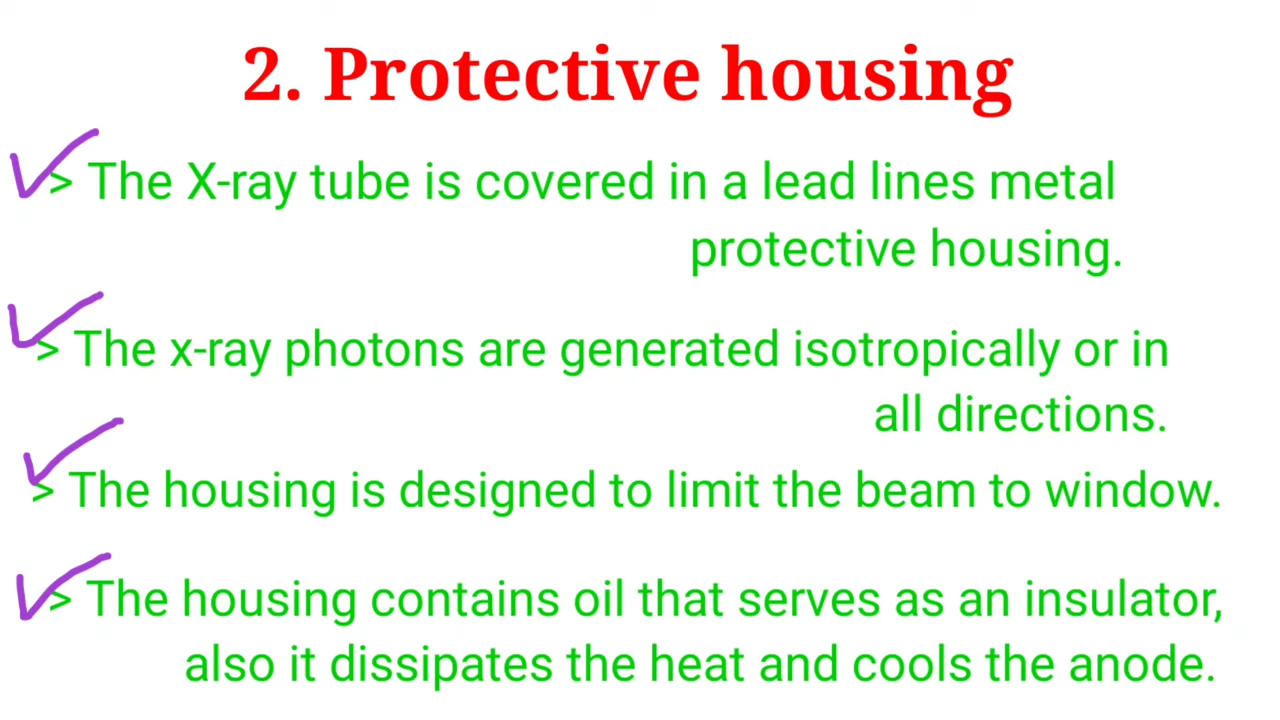 2. Protective housing
> The X-ray tube is covered in a lead lines metal
protective housing.
> The x-ray photons are generated isotropically or in
all directions.
> The housing is designed to limit the beam to window.
> The housing contains oil that serves as an insulator,
also it dissipates the heat and cools the anode.